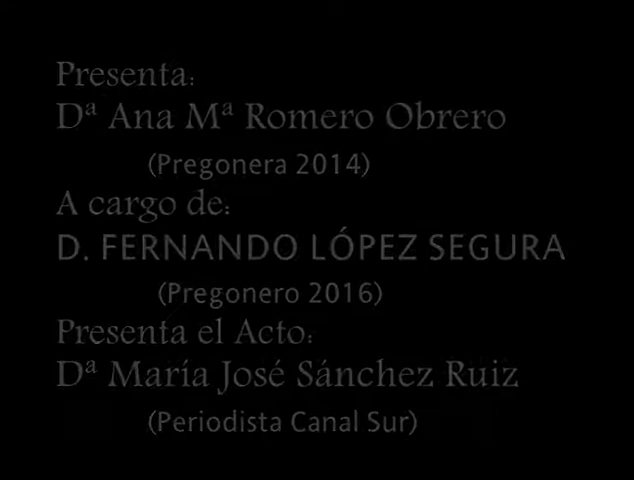 Presenta:
Dª Ana Mª Romero Obrero
(Pregonera 2014)
A cargo de:
D. FERNANDO LÓPEZ SEGURA
(Pregonero 2016)
Presenta el Acto:
Dª María José Sánchez Ruiz
(Periodista Canal Sur)